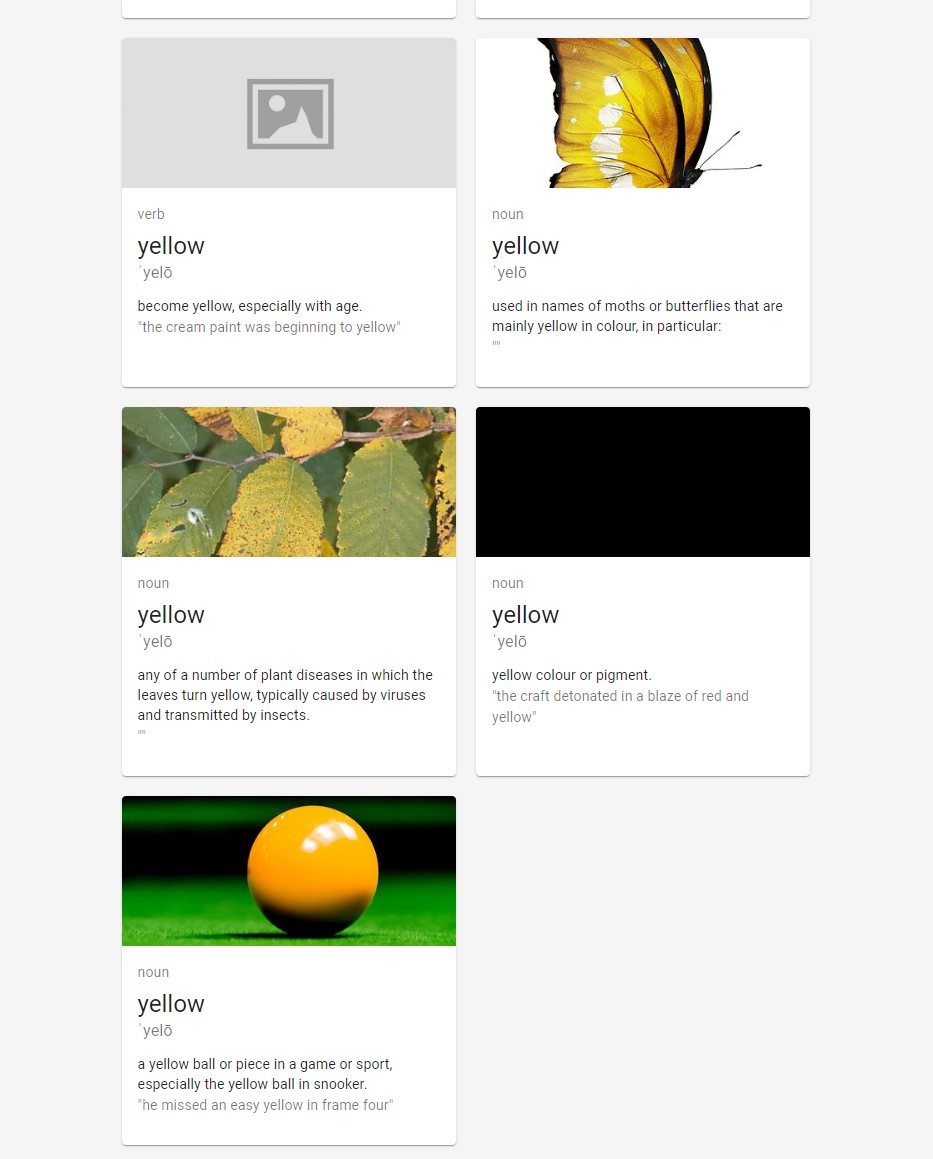 verb
yellow
ˈyelō
become yellow, especially with age.
"the cream paint was beginning to yellow"
noun
yellow
ˈyelō
used in names of moths or butterflies that are
mainly yellow in colour, in particular:
""
noun
yellow
ˈyelō
any of a number of plant diseases in which the
leaves turn yellow, typically caused by viruses
and transmitted by insects.
""
noun
yellow
ˈyelō
yellow colour or pigment.
"the craft detonated in a blaze of red and
yellow"
noun
yellow
ˈyelō
a yellow ball or piece in a game or sport,
especially the yellow ball in snooker.
"he missed an easy yellow in frame four"